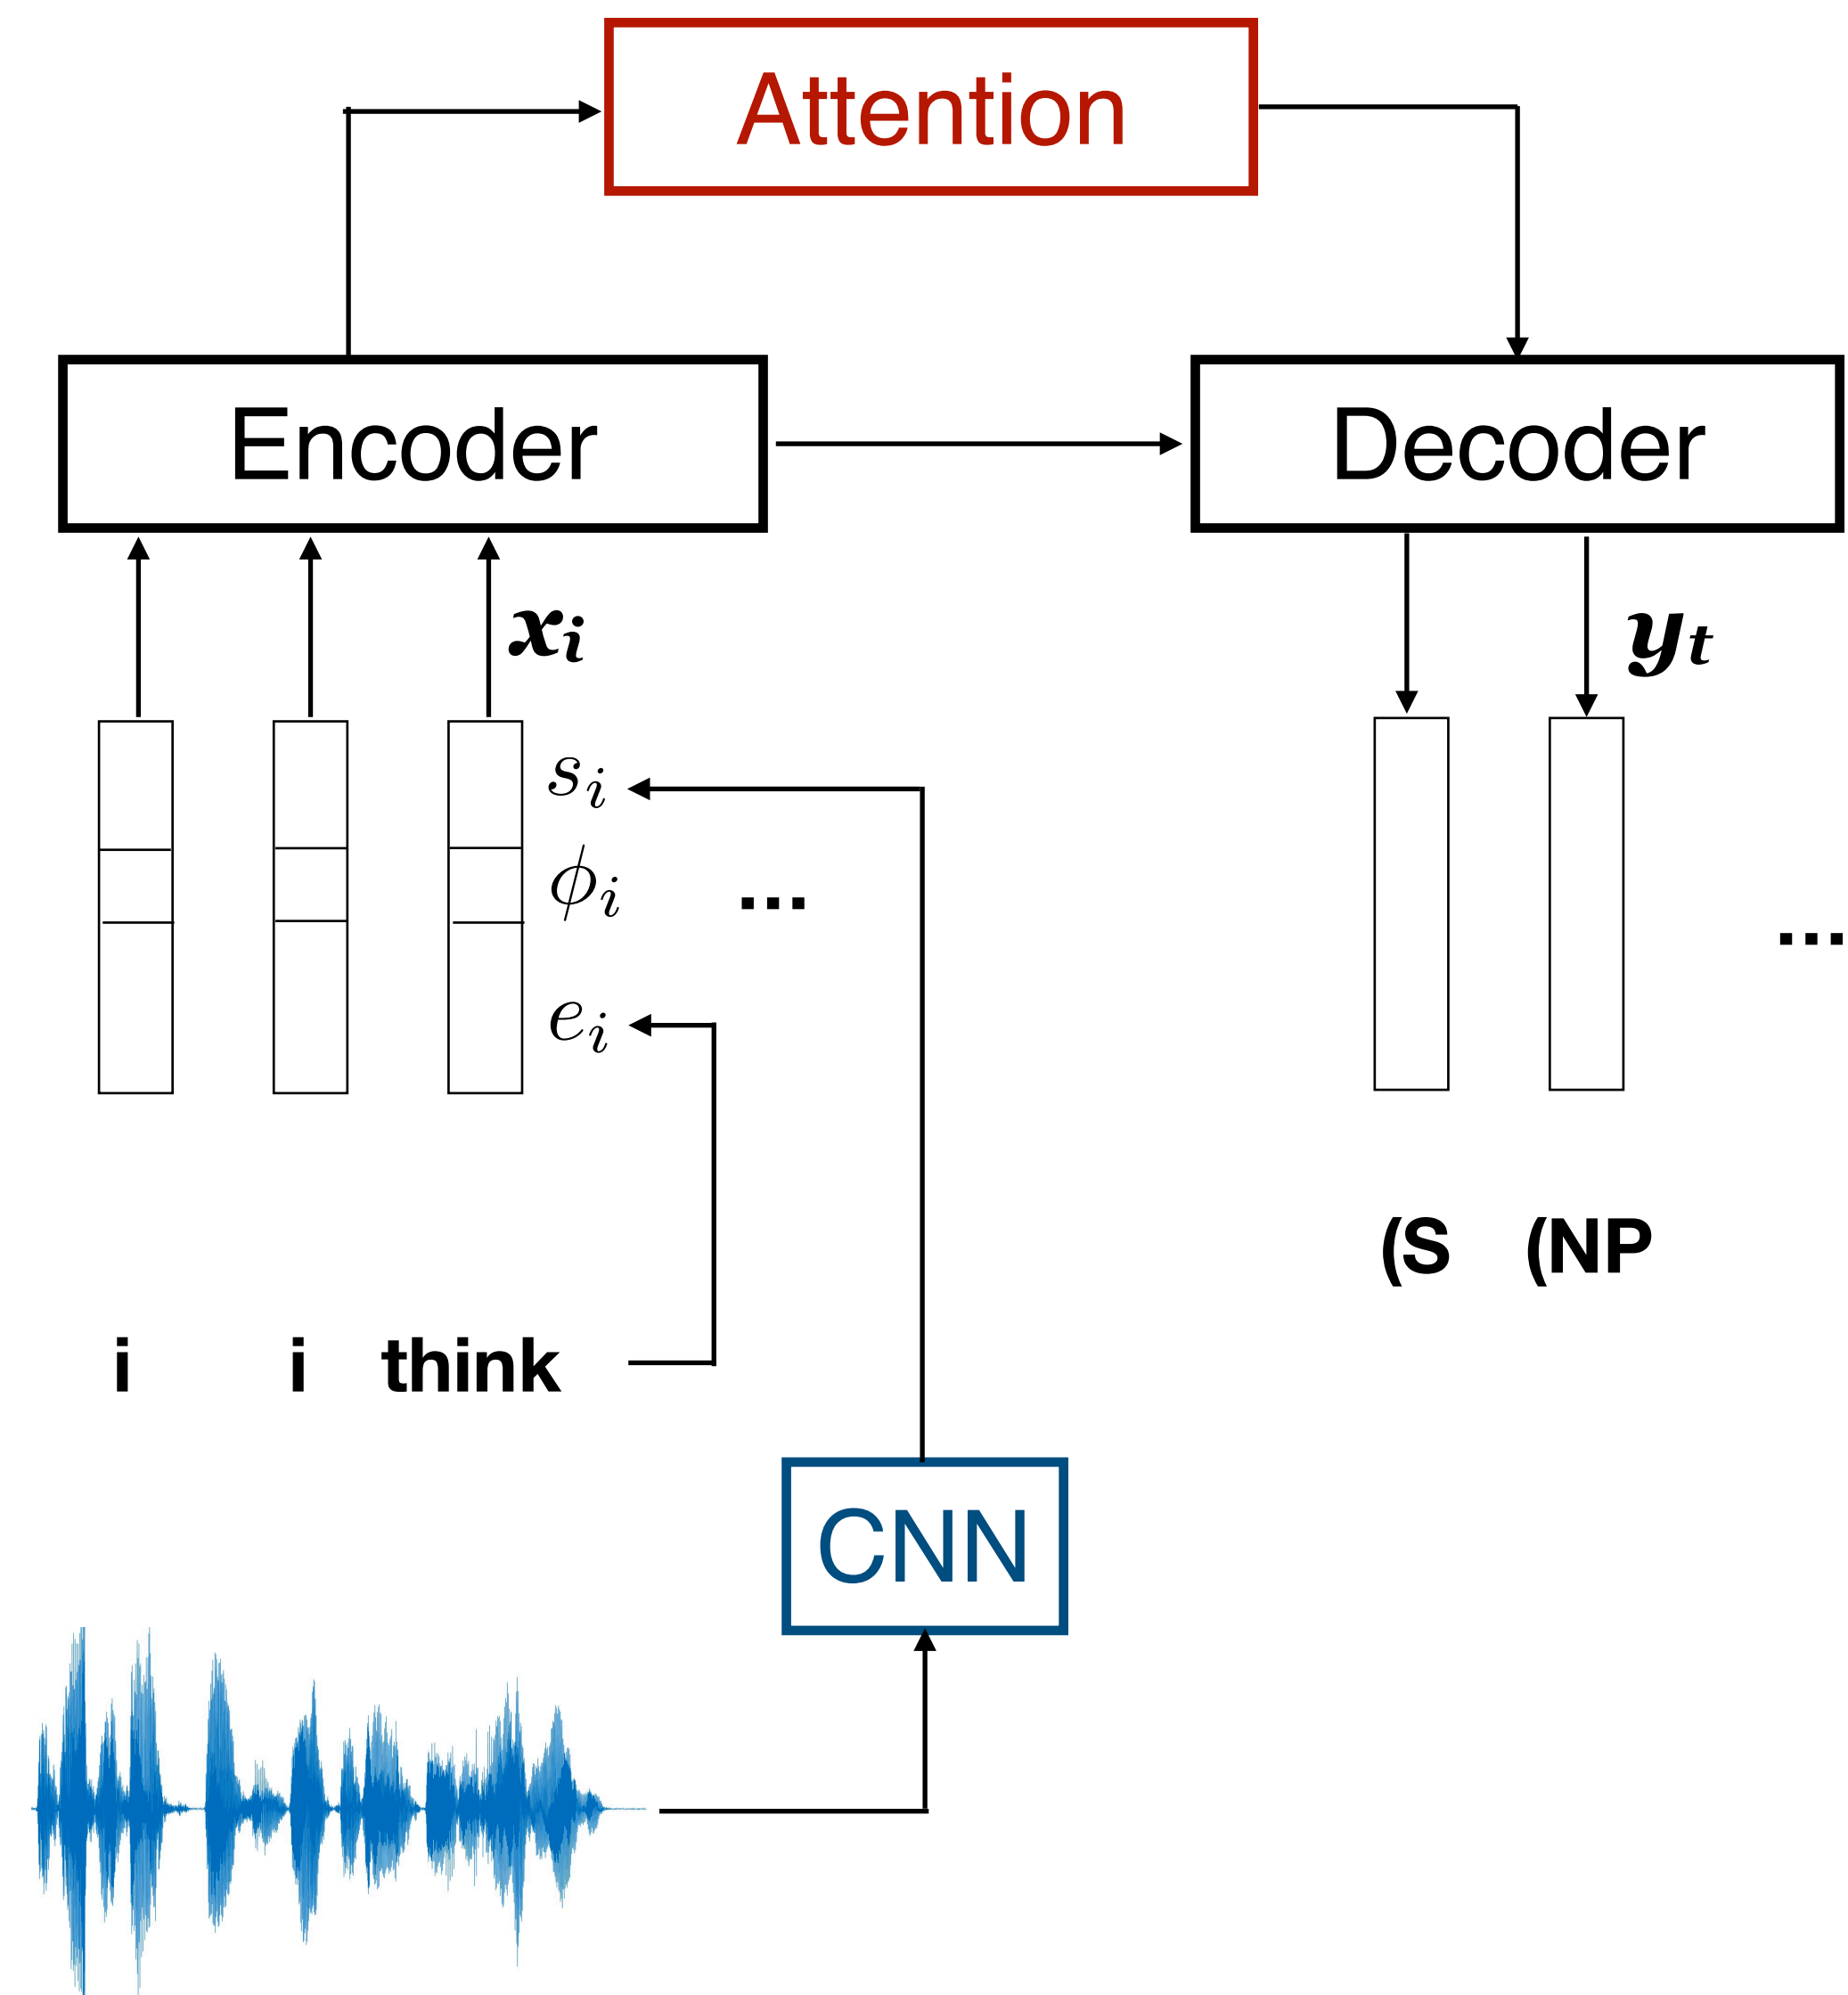 Attention
Encoder
Decoder
x_i
y_t
s_i
ϕ_i
...
...
e_i
(S (NP
i i think
CNN